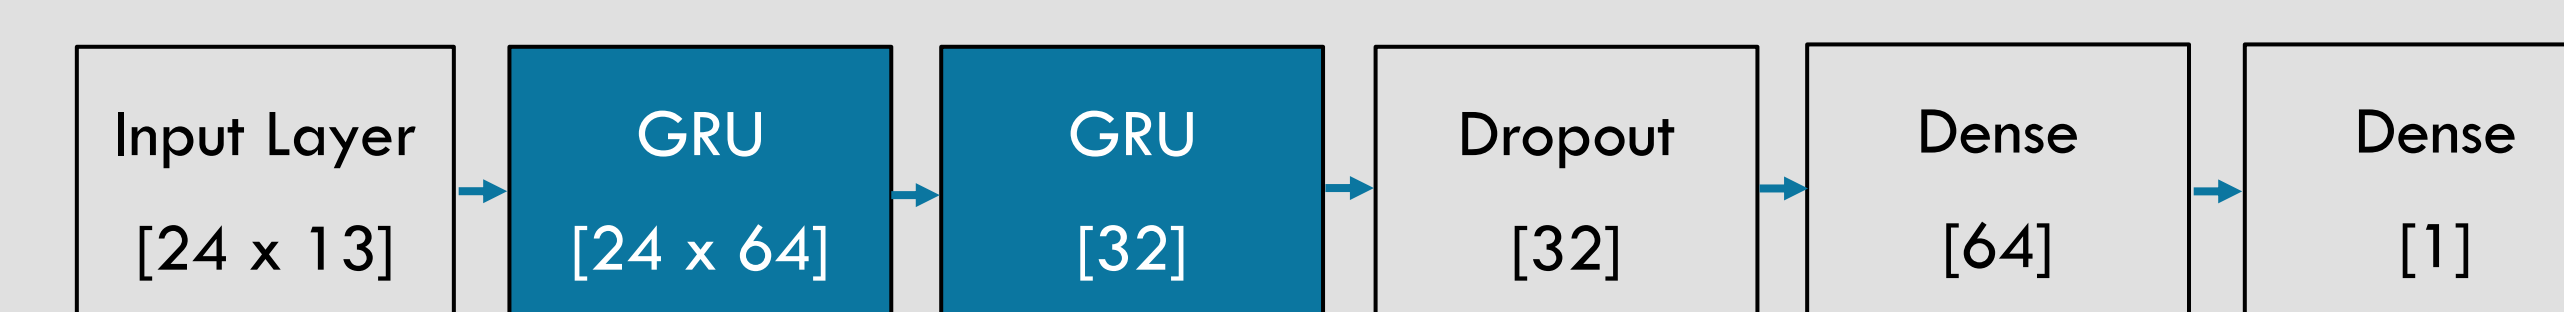 Input Layer
[24 x 13]
GRU
[24 x 64]
GRU
[32]
Dropout
[32]
Dense
[64]
Dense
[1]